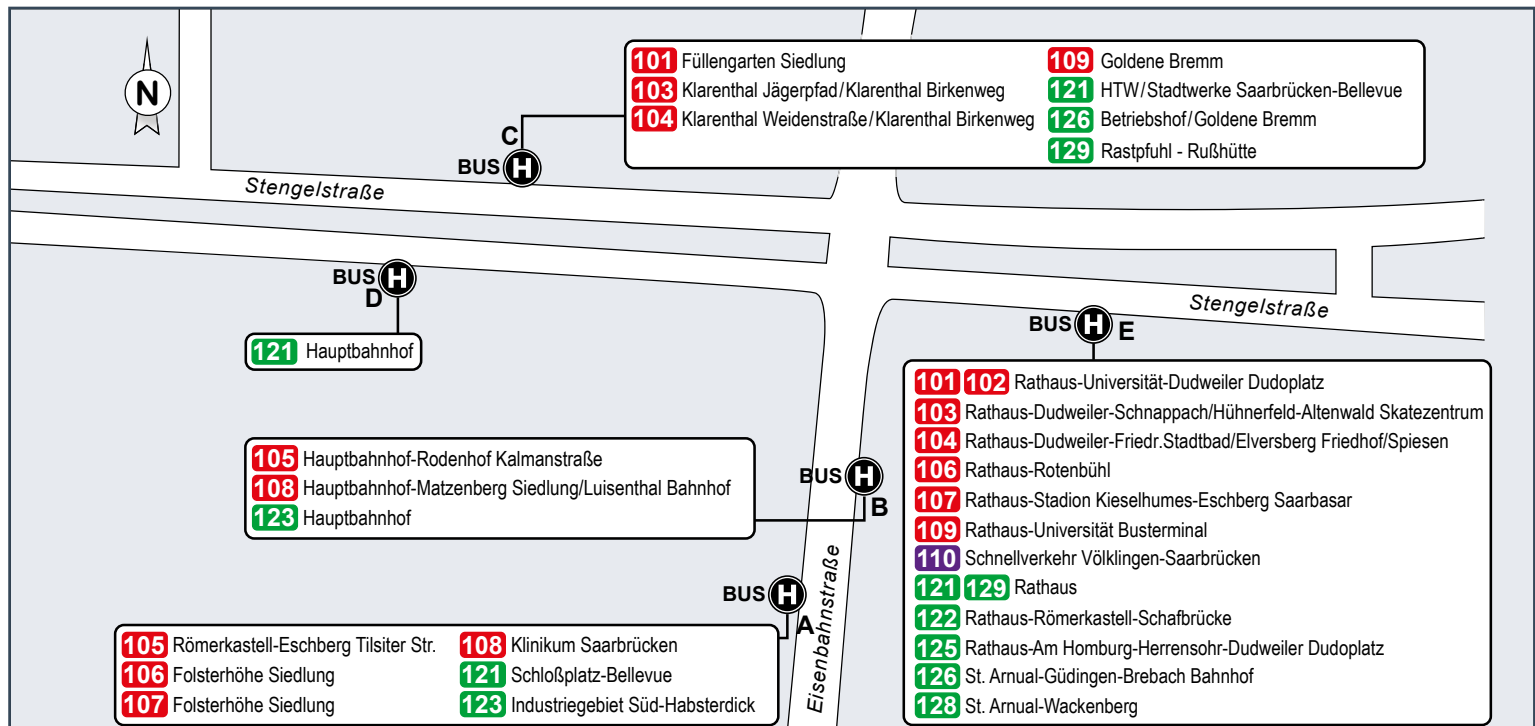 N
101 Füllengarten Siedlung
103 Klarenthal Jägerpfad/Klarenthal Birkenweg
104 Klarenthal Weidenstraße/Klarenthal Birkenweg
109 Goldene Bremm
121 HTW/Stadtwerke Saarbrücken-Bellevue
126 Betriebshof/Goldene Bremm
129 Rastpfuhl - Rußhütte
C
BUS H
Stengelstraße
BUS H
D
121 Hauptbahnhof
Stengelstraße
BUS H E
101 102 Rathaus-Universität-Dudweiler Dudoplatz
103 Rathaus-Dudweiler-Schnappach/Hühnerfeld-Altenwald Skatezentrum
104 Rathaus-Dudweiler-Friedr.Stadtbad/Elversberg Friedhof/Spiesen
106 Rathaus-Rotenbühl
107 Rathaus-Stadion Kieselhumes-Eschberg Saarbasar
109 Rathaus-Universität Busterminal
110 Schnellverkehr Völklingen-Saarbrücken
121 129 Rathaus
122 Rathaus-Römerkastell-Schafbrücke
125 Rathaus-Am Homburg-Herrensohr-Dudweiler Dudoplatz
126 St. Arnual-Güdingen-Brebach Bahnhof
128 St. Arnual-Wackenberg
105 Hauptbahnhof-Rodenhof Kalmanstraße
108 Hauptbahnhof-Matzenberg Siedlung/Luisenthal Bahnhof
123 Hauptbahnhof
BUS H
B
Eisenbahnstraße
BUS H
A
105 Römerkastell-Eschberg Tilsiter Str.
106 Folsterhöhe Siedlung
107 Folsterhöhe Siedlung
108 Klinikum Saarbrücken
121 Schloßplatz-Bellevue
123 Industriegebiet Süd-Habsterdick